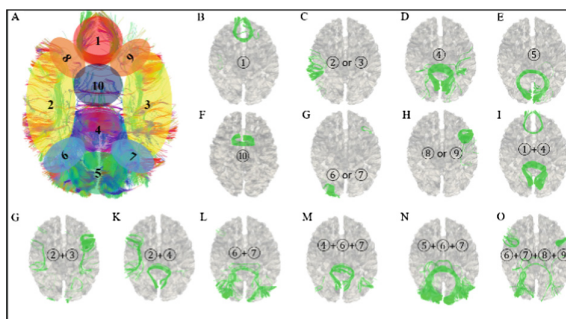 A B C D E
1
8 9
10
2 3
4
6 7
5
① ② or ③ ④ ⑤
F G H I
⑩ ⑥ or ⑦ ⑧ or ⑨ ①+④
G K L M N O
②+③ ②+④ ⑥+⑦ ④+⑥+⑦ ⑤+⑥+⑦ ⑥+⑦+⑧+⑨